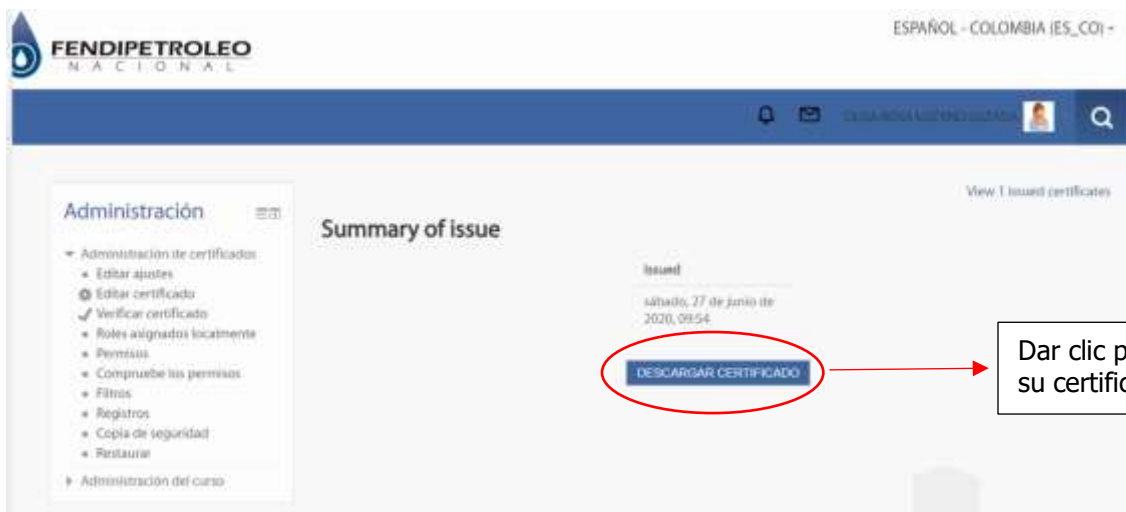 ESPAÑOL - COLOMBIA (ES_CO)
FENDIPETROLEO
NACIONAL
View 1 issued certificates
Administración
Summary of issue
Administración de certificados
Editar ajustes
Editar certificado
Verificar certificado
Roles asignados localmente
Permisos
Compruebe los permisos
Filtros
Registros
Copia de seguridad
Restaurar
Administración del curso
Issued
sábado, 27 de junio de
2020, 09:54
DESCARGAR CERTIFICADO
Dar clic p
su certific